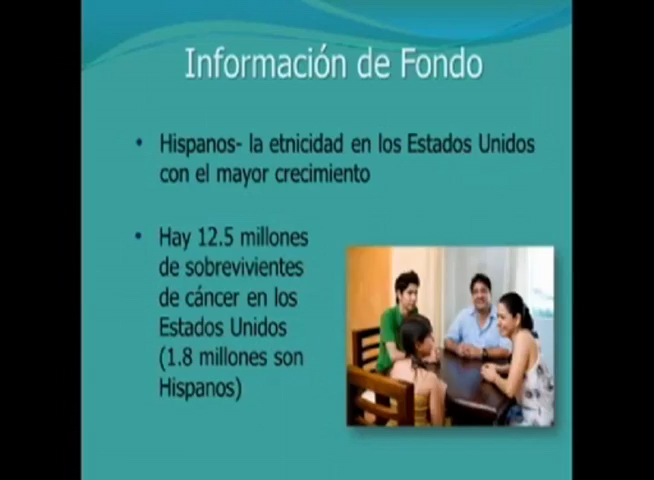 Información de Fondo
• Hispanos- la etnicidad en los Estados Unidos
con el mayor crecimiento
• Hay 12.5 millones
de sobrevivientes
de cáncer en los
Estados Unidos
(1.8 millones son
Hispanos)